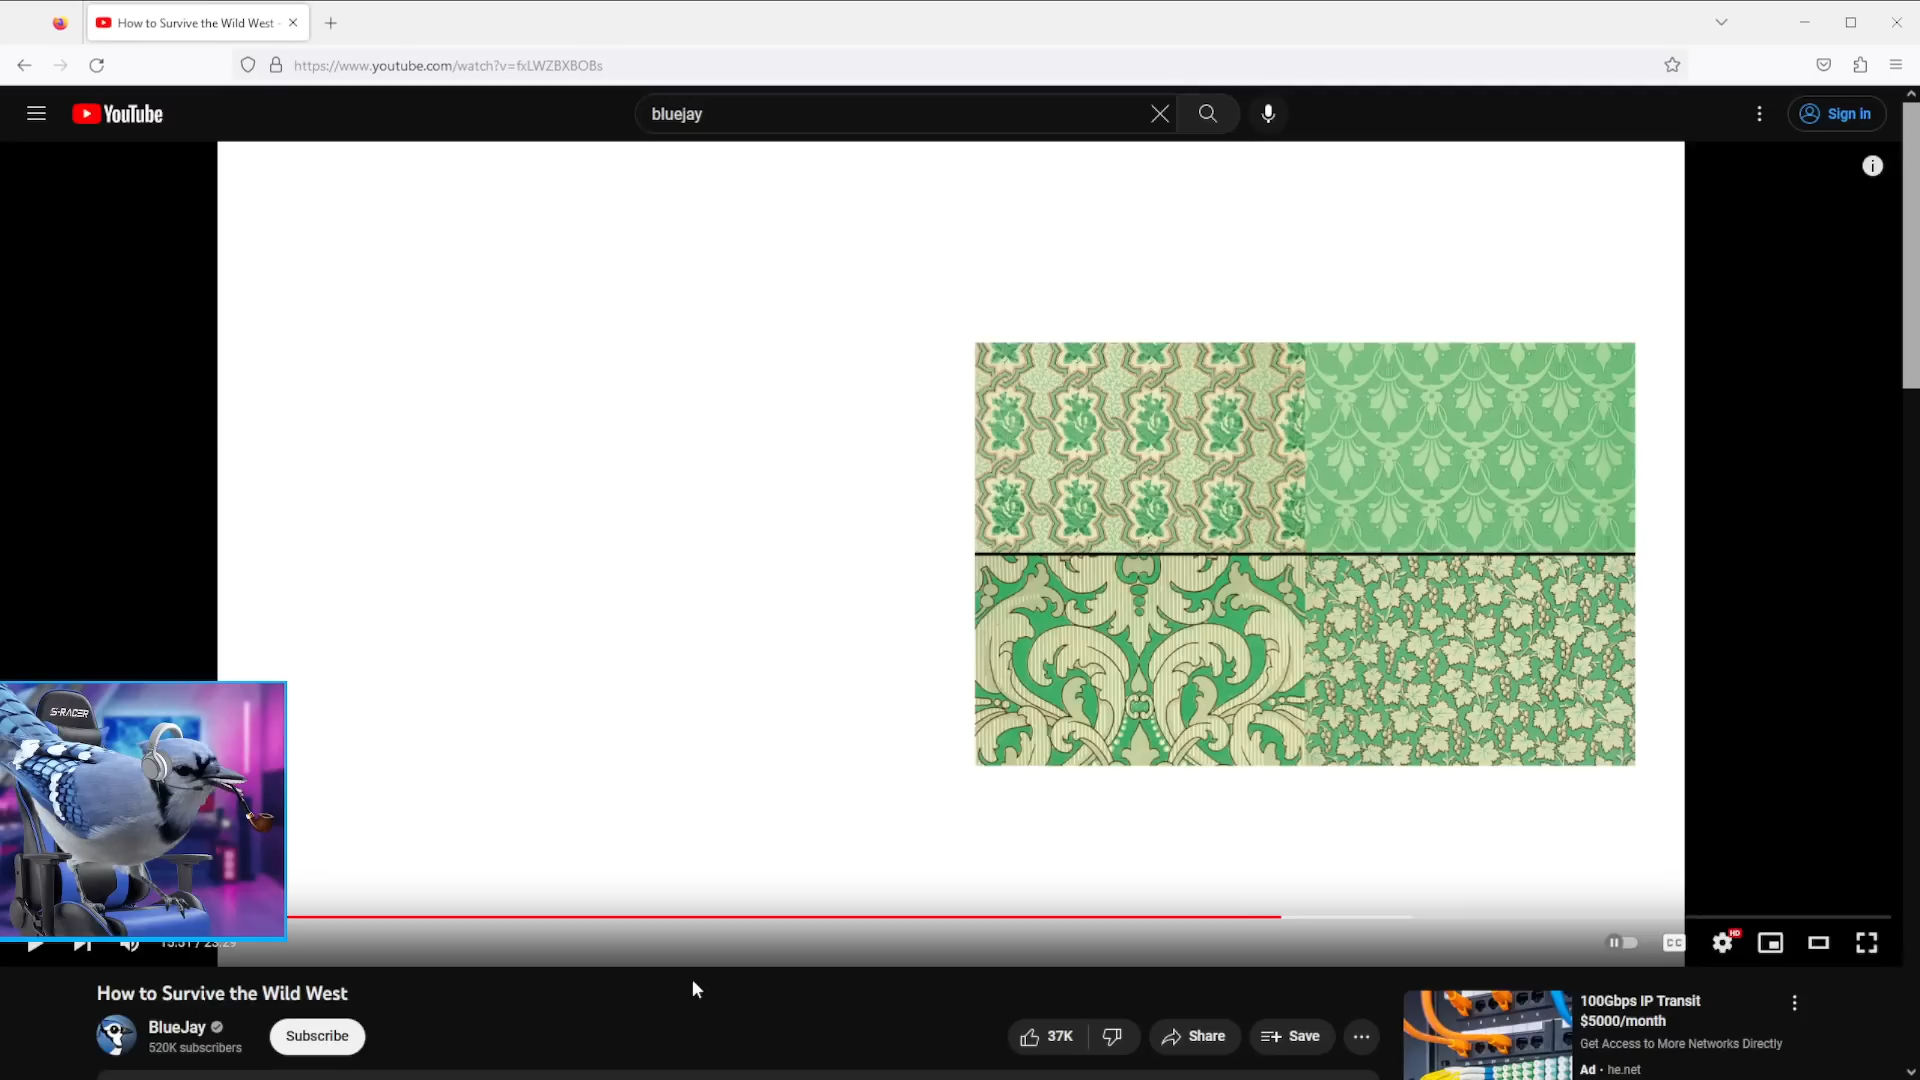 How to Survive the Wild West -
https://www.youtube.com/watch?v=fxLWZBXBOBs
YouTube
bluejay
Sign in
S-RACER
HD
CC
How to Survive the Wild West
BlueJay
520K subscribers
Subscribe
37K
Share
Save
100Gbps IP Transit
$5000/month
Get Access to More Networks Directly
Ad · he.net